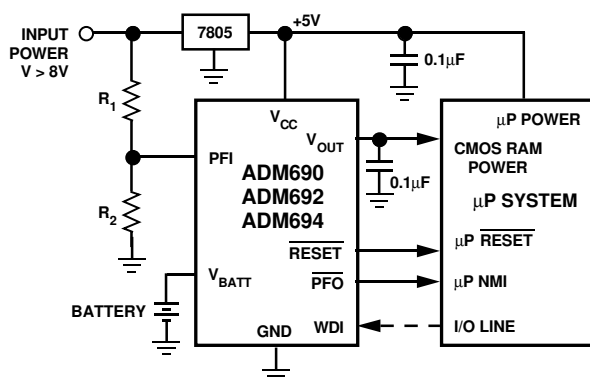 INPUT
POWER
V > 8V
7805
+5V
0.1μF
R1
R2
VCC
VOUT
PFI
ADM690
ADM692
ADM694
0.1μF
RESET
PFO
VBATT
BATTERY
GND
WDI
μP POWER
CMOS RAM
POWER
μP SYSTEM
μP RESET
μP NMI
I/O LINE